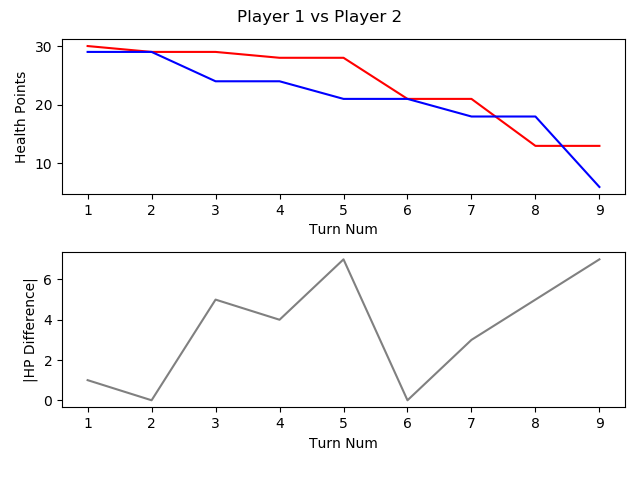 Player 1 vs Player 2
Health Points
30
20
10
1 2 3 4 5 6 7 8 9
Turn Num
|HP Difference|
6
4
2
0
1 2 3 4 5 6 7 8 9
Turn Num